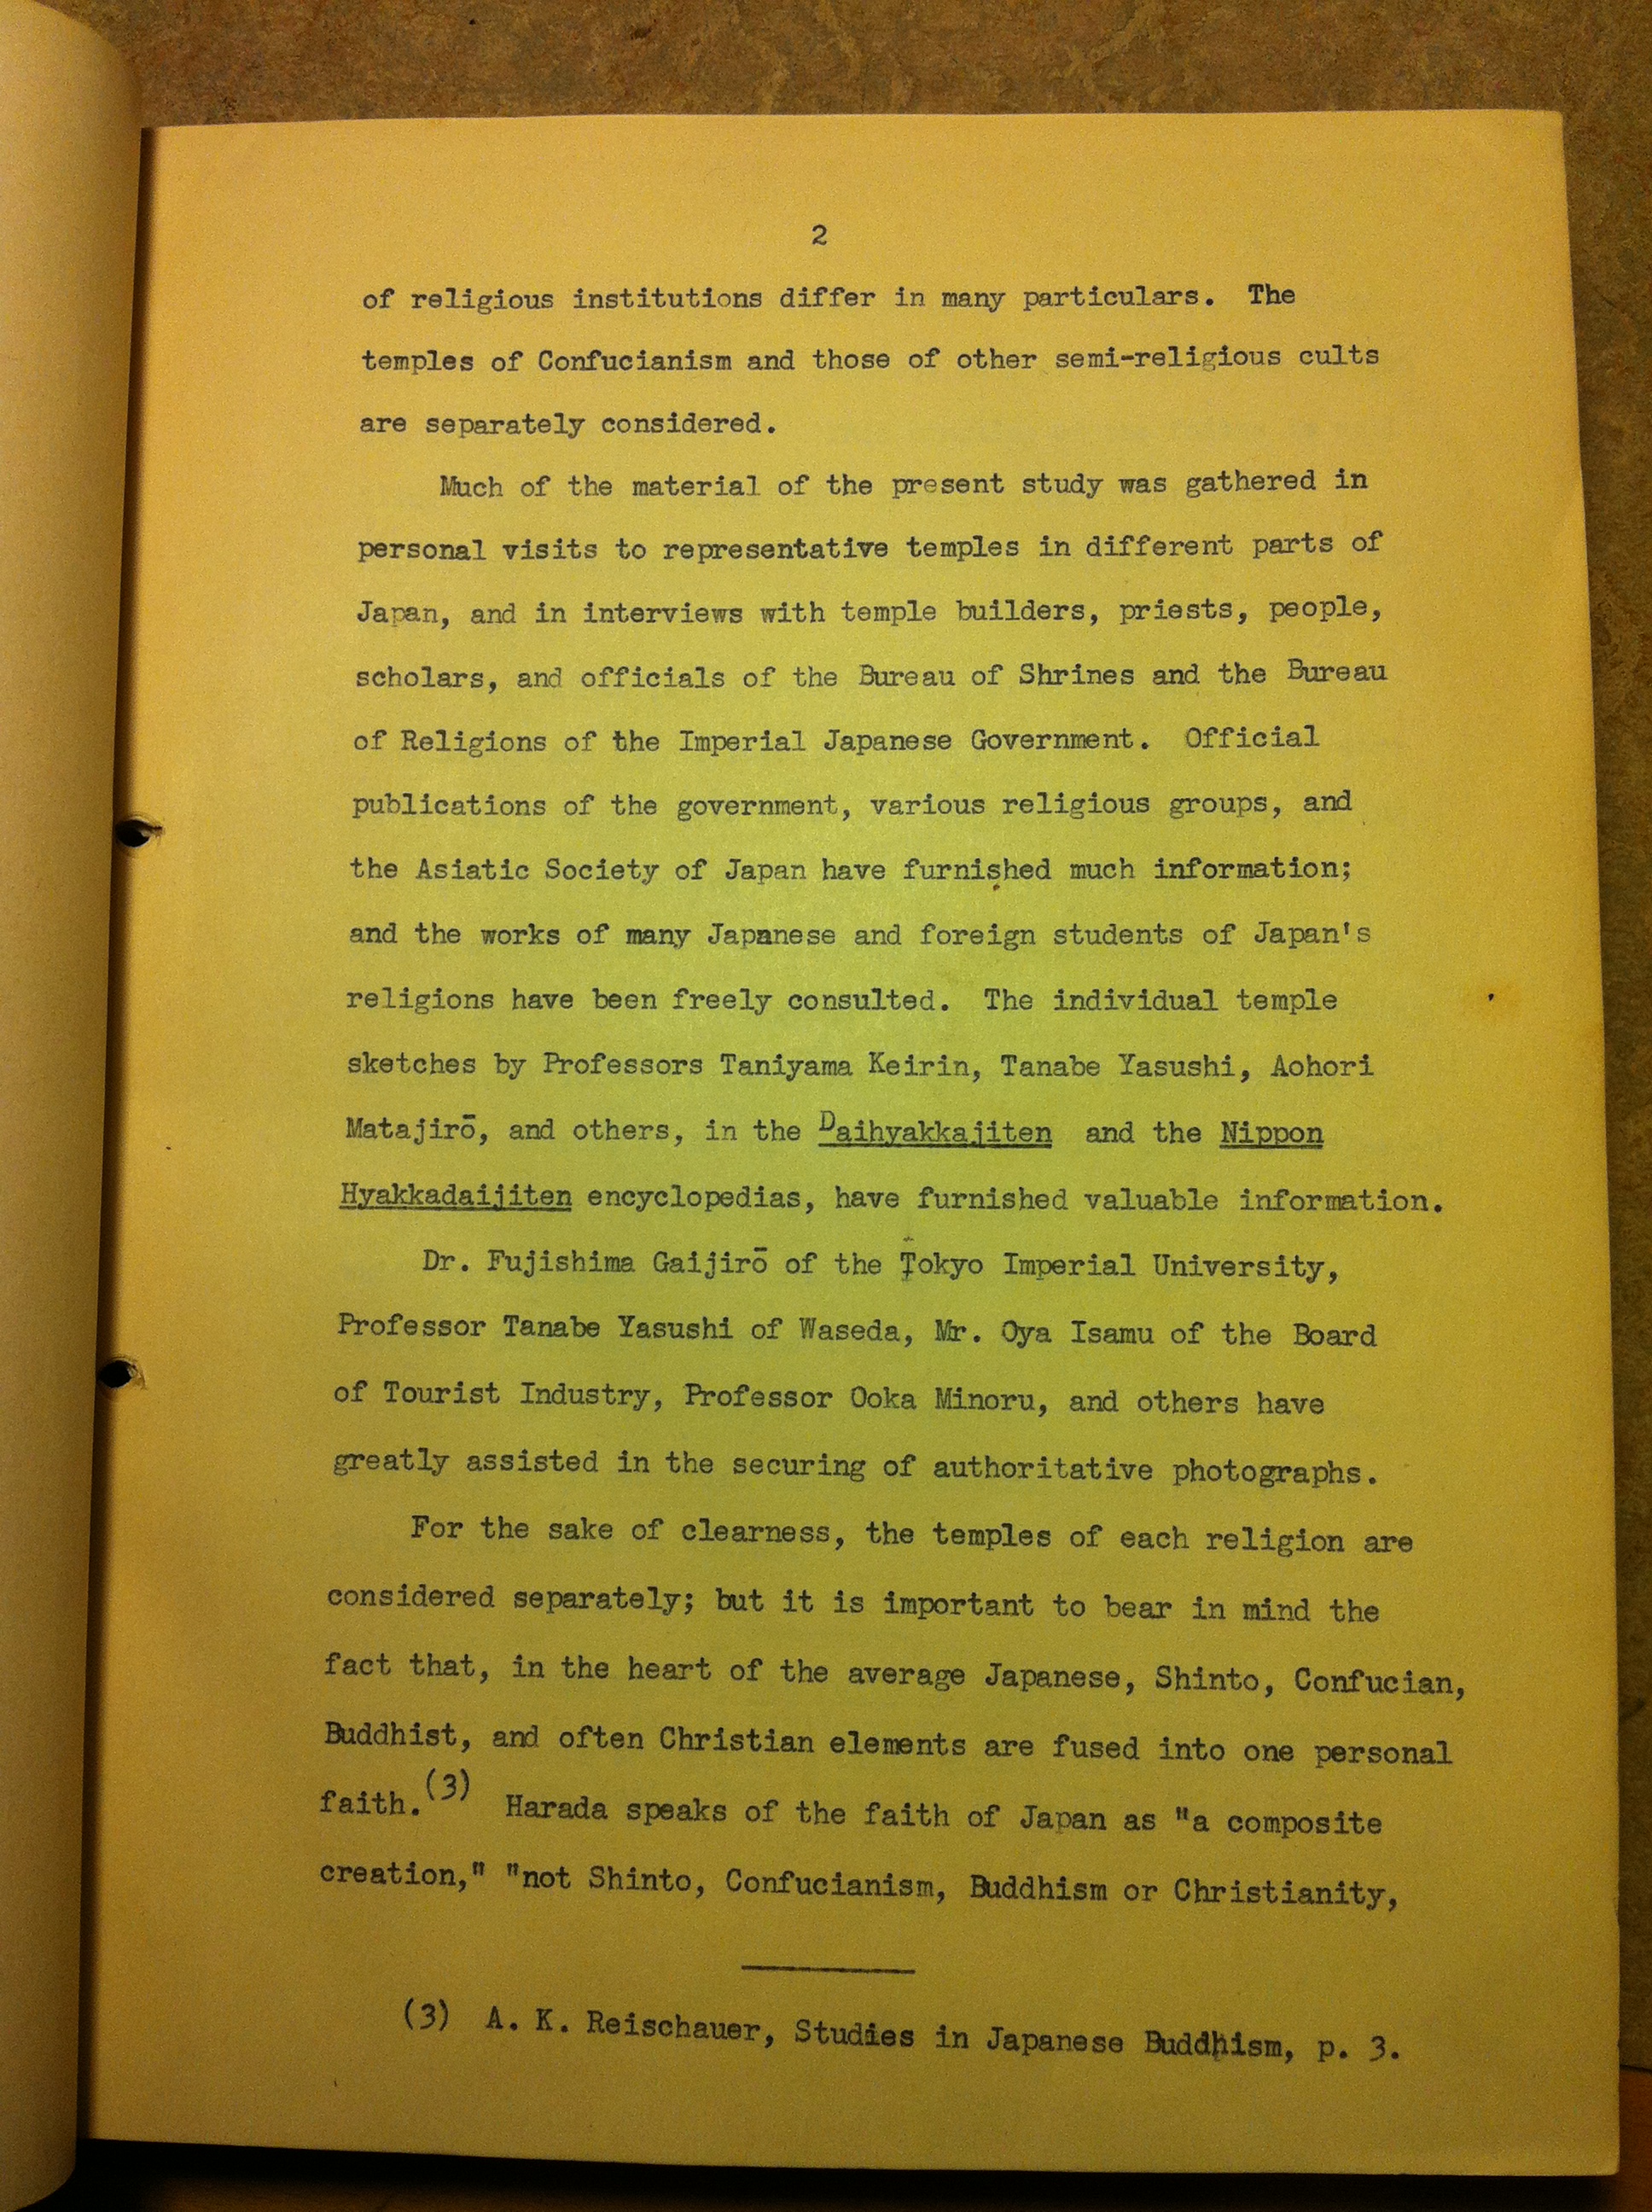 2
of religious institutions differ in many particulars. The
temples of Confucianism and those of other semi-religious cults
are separately considered.
Much of the material of the present study was gathered in
personal visits to representative temples in different parts of
Japan, and in interviews with temple builders, priests, people,
scholars, and officials of the Bureau of Shrines and the Bureau
of Religions of the Imperial Japanese Government. Official
publications of the government, various religious groups, and
the Asiatic Society of Japan have furnished much information;
and the works of many Japanese and foreign students of Japan's
religions have been freely consulted. The individual temple
sketches by Professors Taniyama Keirin, Tanabe Yasushi, Aohori
Matajirō, and others, in the Daihyakkajiten and the Nippon
Hyakkadaijiten encyclopedias, have furnished valuable information.
Dr. Fujishima Gaijirō of the Tokyo Imperial University,
Professor Tanabe Yasushi of Waseda, Mr. Oya Isamu of the Board
of Tourist Industry, Professor Ooka Minoru, and others have
greatly assisted in the securing of authoritative photographs.
For the sake of clearness, the temples of each religion are
considered separately; but it is important to bear in mind the
fact that, in the heart of the average Japanese, Shinto, Confucian,
Buddhist, and often Christian elements are fused into one personal
faith.(3) Harada speaks of the faith of Japan as "a composite
creation," "not Shinto, Confucianism, Buddhism or Christianity,
(3) A. K. Reischauer, Studies in Japanese Buddhism, p. 3.